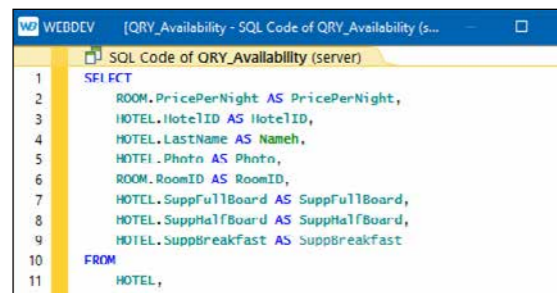 WEBDEV [QRY_Availability - SQL Code of QRY_Availability (s...
SQL Code of QRY_Availability (server)
1 SELECT
2 ROOM.PricePerNight AS PricePerNight,
3 HOTEL.HotelID AS HotelID,
4 HOTEL.LastName AS Nameh,
5 HOTEL.Photo AS Photo,
6 ROOM.RoomID AS RoomID,
7 HOTEL.SuppFullBoard AS SuppFullBoard,
8 HOTEL.SuppHalfBoard AS SuppHalfBoard,
9 HOTEL.SuppBreakfast AS SuppBreakfast
10 FROM
11 HOTEL,